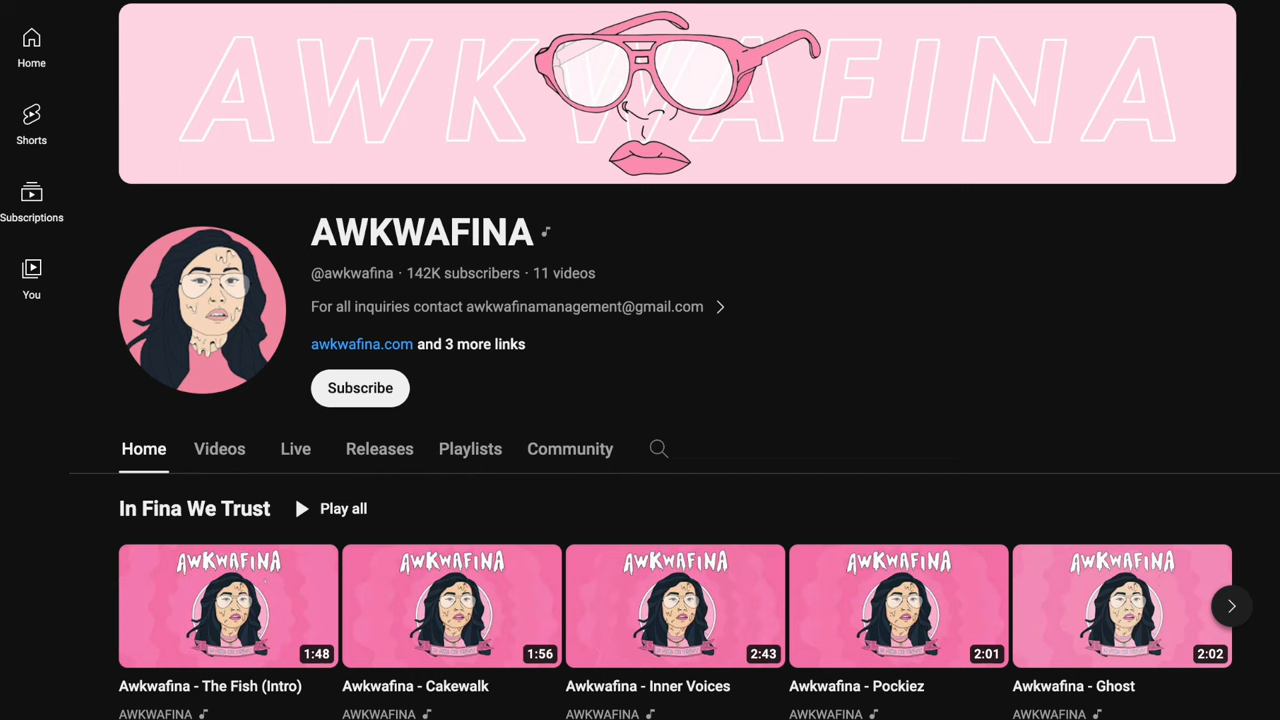 AWKWAFINA
Home
Shorts
Subscriptions
You
AWKWAFINA
@awkwafina · 142K subscribers · 11 videos
For all inquiries contact awkwafinamanagement@gmail.com
awkwafina.com and 3 more links
Subscribe
Home Videos Live Releases Playlists Community
In Fina We Trust Play all
AWKWAFINA AWKWAFINA AWKWAFINA AWKWAFINA AWKWAFINA
1:48 1:56 2:43 2:01 2:02
Awkwafina - The Fish (Intro) Awkwafina - Cakewalk Awkwafina - Inner Voices Awkwafina - Pockiez Awkwafina - Ghost
AWKWAFINA AWKWAFINA AWKWAFINA AWKWAFINA AWKWAFINA